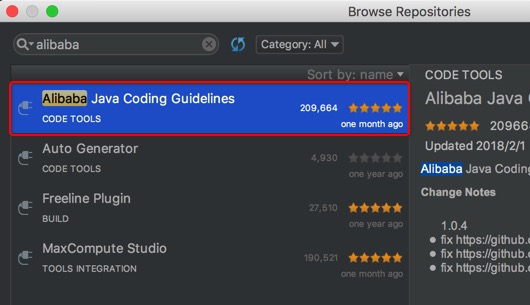 Browse Repositories
alibaba
Category: All
Sort by: name
Alibaba Java Coding Guidelines
209,664
CODE TOOLS
one month ago
Auto Generator
4,930
CODE TOOLS
one year ago
Freeline Plugin
27,510
BUILD
one year ago
MaxCompute Studio
190,521
TOOLS INTEGRATION
one month ago
CODE TOOLS
Alibaba Java
20966
Updated 2018/2/1
Alibaba Java Coding
Change Notes
1.0.4
fix https://github.c
fix https://github.c
fix https://github.c